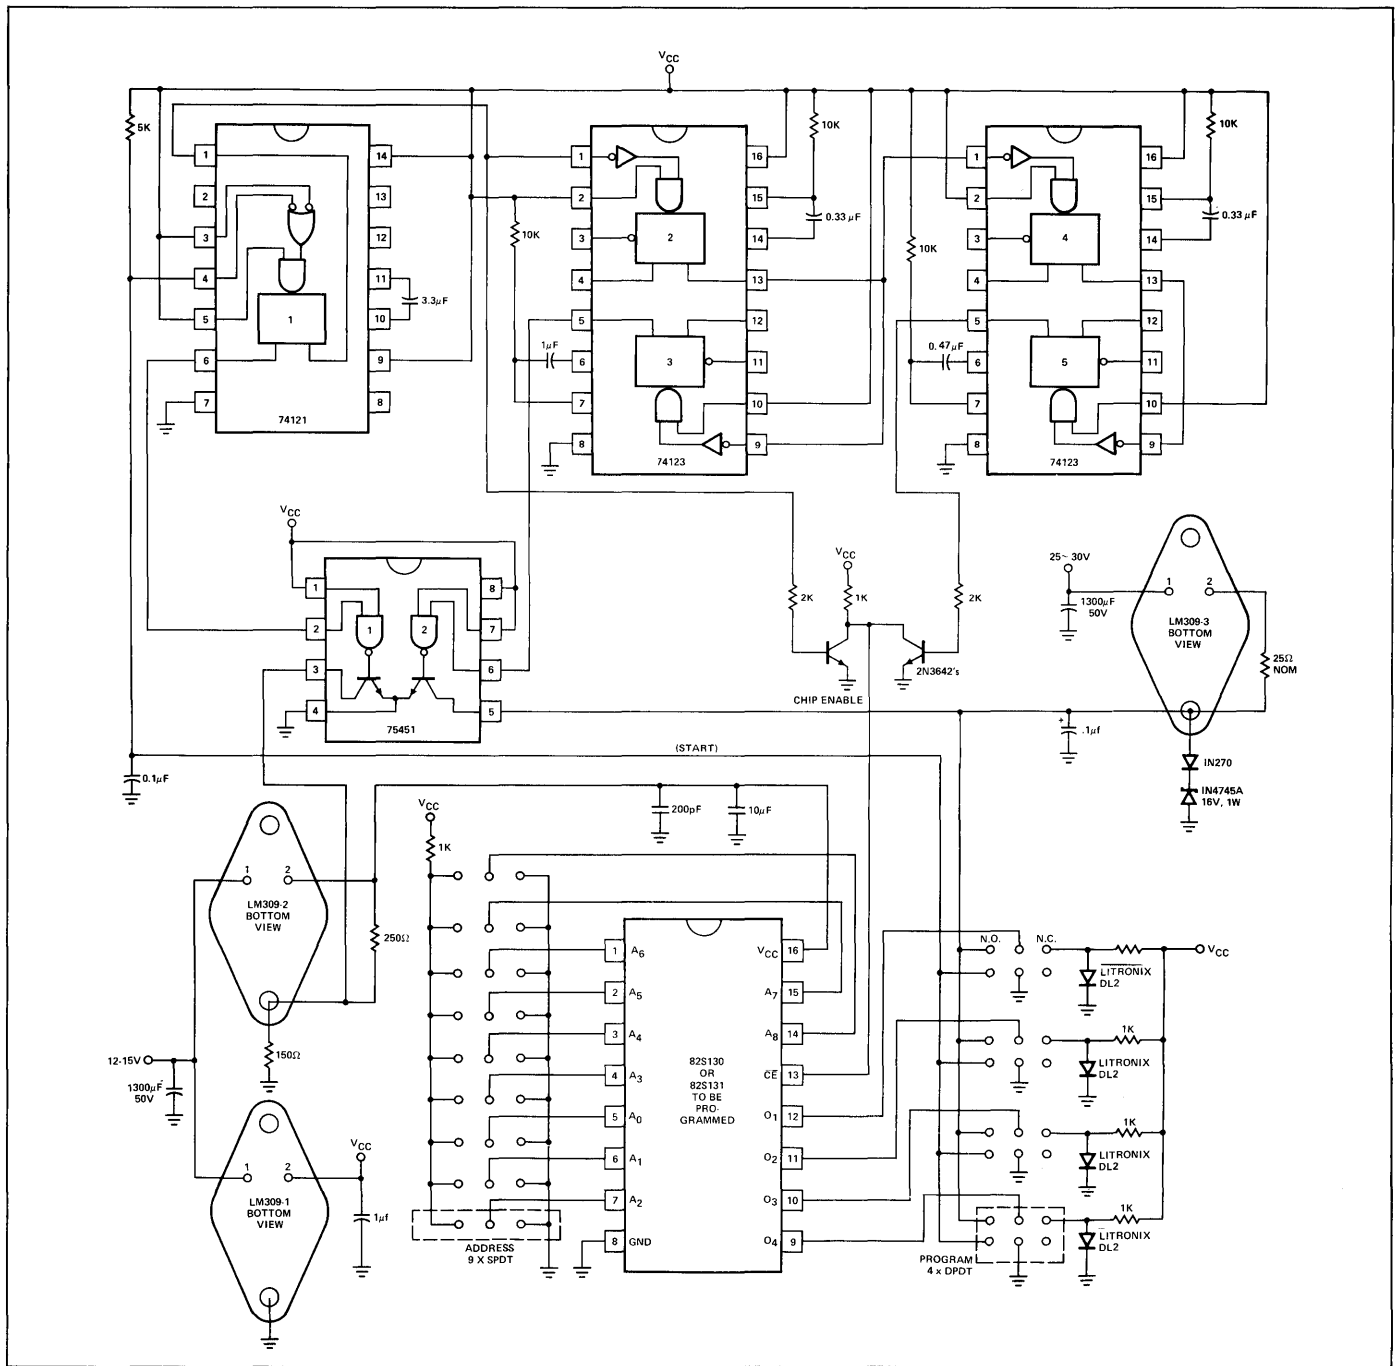 VCC
5K
10K
10K
1 14
2 13
3 12
4 11
5 10
6 9
7 8
1
3.3µF
74121
10K
1 16
2 15
3 14
4 13
5 12
6 11
7 10
8 9
2
3
0.33 µF
1µF
74123
10K
1 16
2 15
3 14
4 13
5 12
6 11
7 10
8 9
4
5
0.33 µF
0.47µF
74123
VCC
1 8
2 7
3 6
4 5
1 2
75451
2K
VCC
1K
2K
2N3642's
CHIP ENABLE
25~30V
1300µF
50V
1 2
LM309-3
BOTTOM
VIEW
25Ω
NOM
.1µf
+
IN270
IN4745A
16V, 1W
(START)
0.1µF
200pF
10µF
VCC
1K
1 2
LM309-2
BOTTOM
VIEW
250Ω
150Ω
12-15V
1300µF
50V
1 2
LM309-1
BOTTOM
VIEW
VCC
1µf
ADDRESS
9 X SPDT
1 A6 VCC 16
2 A5 A7 15
3 A4 A8 14
4 A3 CE 13
5 A0 O1 12
6 A1 O2 11
7 A2 O3 10
8 GND O4 9
82S130
OR
82S131
TO BE
PRO-
GRAMMED
N.O. N.C.
VCC
LITRONIX
DL2
1K
LITRONIX
DL2
1K
LITRONIX
DL2
1K
LITRONIX
DL2
PROGRAM
4 x DPDT